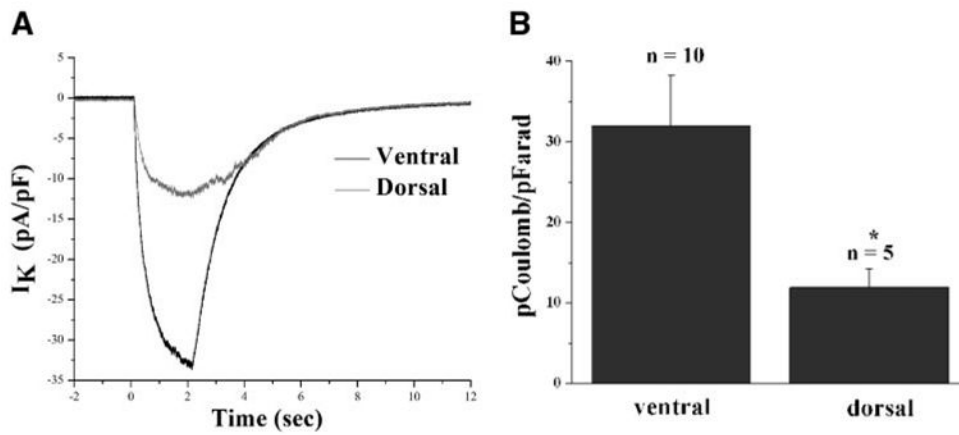 A
5
0
-5
-10
-15
-20
-25
-30
-35
-2
0
2
4
6
8
10
12
IK (pA/pF)
Time (sec)
Ventral
Dorsal
B
40
30
20
10
0
pCoulomb/pFarad
n = 10
*
n = 5
ventral
dorsal